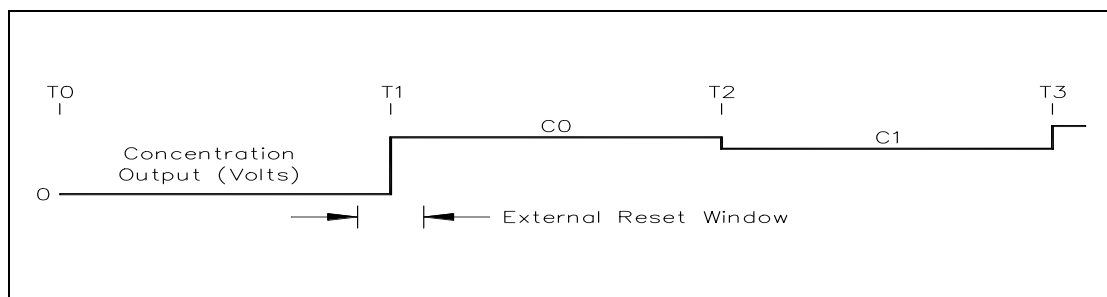 T0
T1
T2
T3
C0
C1
Concentration
Output (Volts)
0
External Reset Window